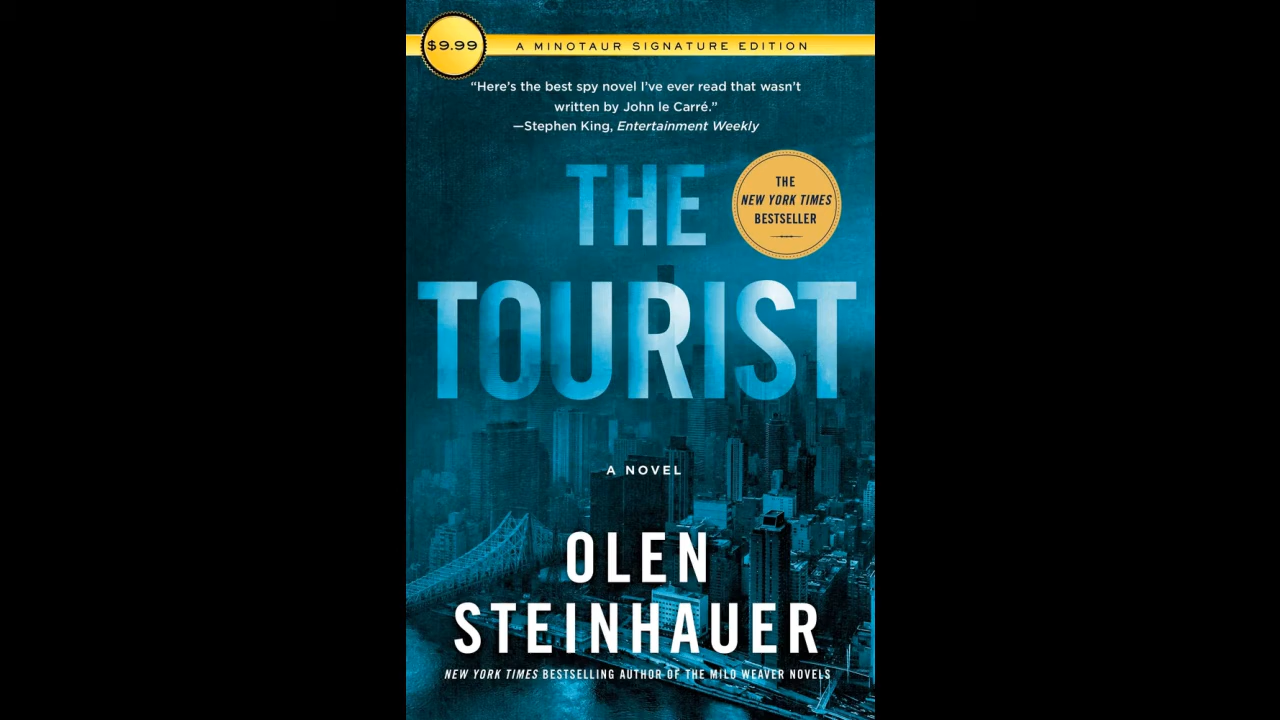 $9.99
A MINOTAUR SIGNATURE EDITION
“Here’s the best spy novel I’ve ever read that wasn’t
written by John le Carré.”
—Stephen King, Entertainment Weekly
THE
THE
NEW YORK TIMES
BESTSELLER
TOURIST
A NOVEL
OLEN
STEINHAUER
NEW YORK TIMES BESTSELLING AUTHOR OF THE MILO WEAVER NOVELS